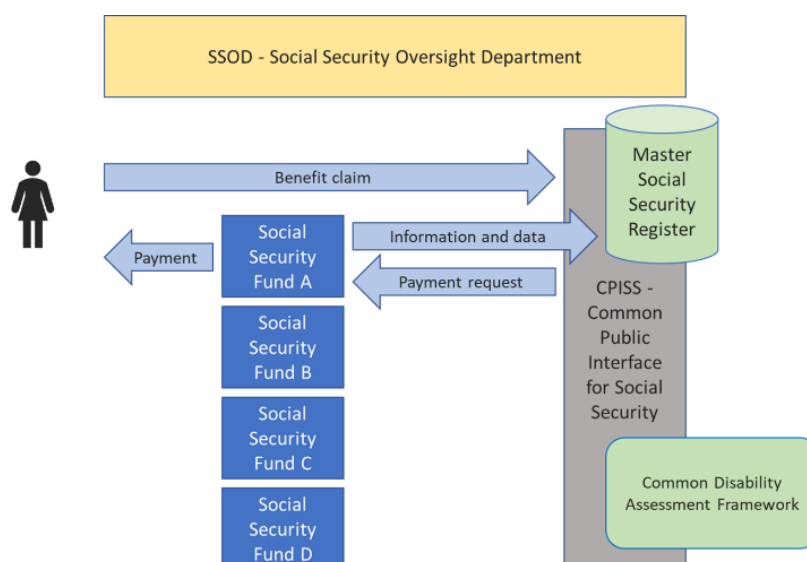 SSOD - Social Security Oversight Department
Benefit claim
Master
Social
Security
Register
Payment
Social
Security
Fund A
Information and data
Payment request
CPISS -
Common
Public
Interface
for Social
Security
Social
Security
Fund B
Social
Security
Fund C
Social
Security
Fund D
Common Disability
Assessment Framework